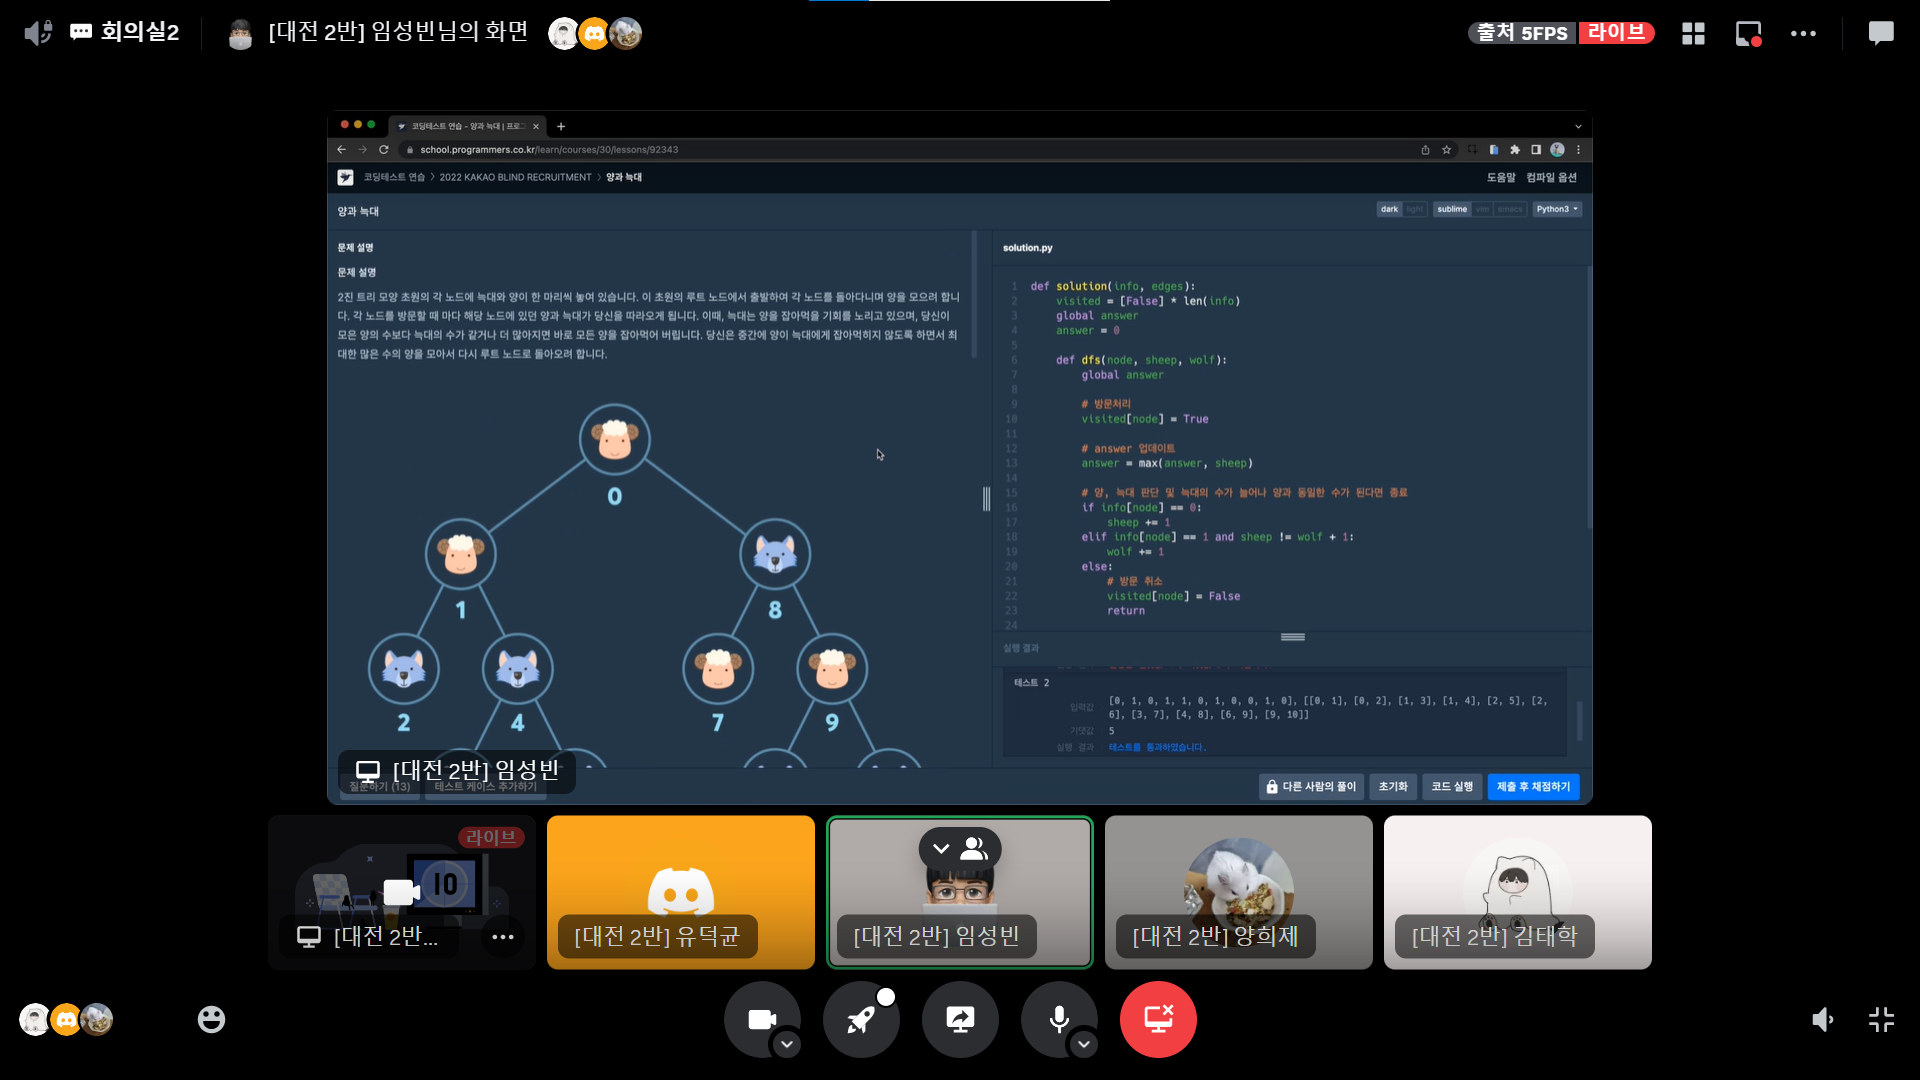 회의실2
[대전 2반] 임성빈님의 화면
출처 5FPS 라이브
코딩테스트 연습 - 양과 늑대 | 프로그
school.programmers.co.kr/learn/courses/30/lessons/92343
코딩테스트 연습 > 2022 KAKAO BLIND RECRUITMENT > 양과 늑대
도움말 컴파일 옵션
양과 늑대
dark light sublime vim emacs Python3
문제 설명
문제 설명
2진 트리 모양 초원의 각 노드에 늑대와 양이 한 마리씩 놓여 있습니다. 이 초원의 루트 노드에서 출발하여 각 노드를 돌아다니며 양을 모으려 합니
다. 각 노드를 방문할 때 마다 해당 노드에 있던 양과 늑대가 당신을 따라오게 됩니다. 이때, 늑대는 양을 잡아먹을 기회를 노리고 있으며, 당신이
모은 양의 수보다 늑대의 수가 같거나 더 많아지면 바로 모든 양을 잡아먹어 버립니다. 당신은 중간에 양이 늑대에게 잡아먹히지 않도록 하면서 최
대한 많은 수의 양을 모아서 다시 루트 노드로 돌아오려 합니다.
0
1
8
2
4
7
9
solution.py
1 def solution(info, edges):
2 visited = [False] * len(info)
3 global answer
4 answer = 0
5
6 def dfs(node, sheep, wolf):
7 global answer
8
9 # 방문처리
10 visited[node] = True
11
12 # answer 업데이트
13 answer = max(answer, sheep)
14
15 # 양, 늑대 판단 및 늑대의 수가 늘어나 양과 동일한 수가 된다면 종료
16 if info[node] == 0:
17 sheep += 1
18 elif info[node] == 1 and sheep != wolf + 1:
19 wolf += 1
20 else:
21 # 방문 취소
22 visited[node] = False
23 return
24
실행 결과
테스트 2
입력값 [0, 1, 0, 1, 1, 0, 1, 0, 0, 1, 0], [[0, 1], [0, 2], [1, 3], [1, 4], [2, 5], [2,
6], [3, 7], [4, 8], [6, 9], [9, 10]]
기댓값 5
실행 결과 테스트를 통과하였습니다.
[대전 2반] 임성빈
질문하기 (13) 테스트 케이스 추가하기
다른 사람의 풀이 초기화 코드 실행 제출 후 채점하기
라이브
10
[대전 2반...
[대전 2반] 유덕균
[대전 2반] 임성빈
[대전 2반] 양희제
[대전 2반] 김태학